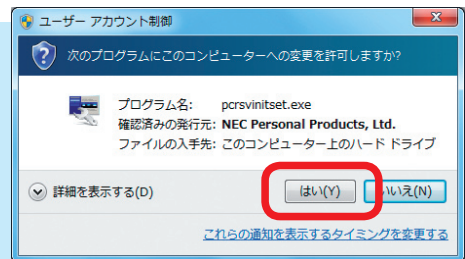 ユーザー アカウント制御
次のプログラムにこのコンピューターへの変更を許可しますか?
プログラム名: pcrsvinitset.exe
確認済みの発行元: NEC Personal Products, Ltd.
ファイルの入手先: このコンピューター上のハード ドライブ
詳細を表示する(D)
はい(Y)
いいえ(N)
これらの通知を表示するタイミングを変更する